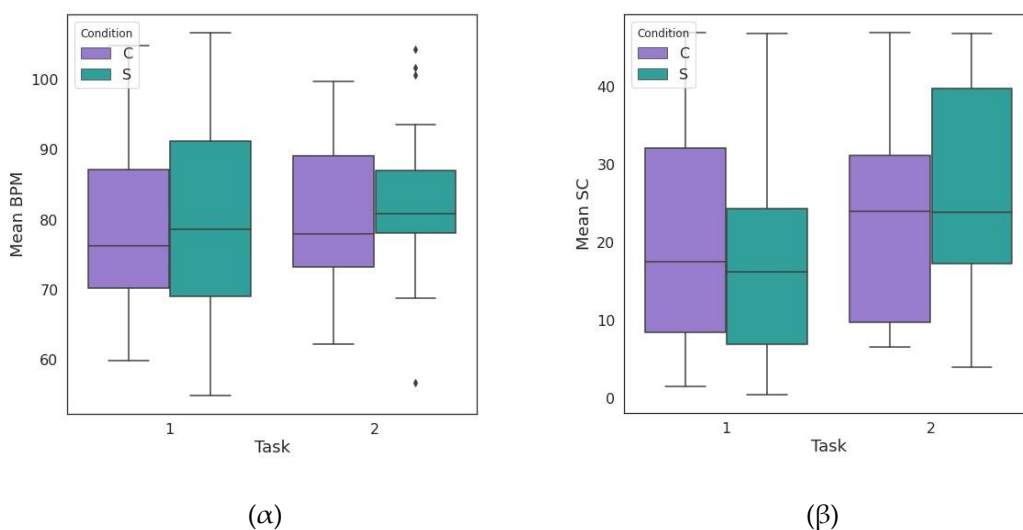 Condition
C
S
Mean BPM
100
90
80
70
60
1
2
Task
(α)
Condition
C
S
Mean SC
40
30
20
10
0
1
2
Task
(β)